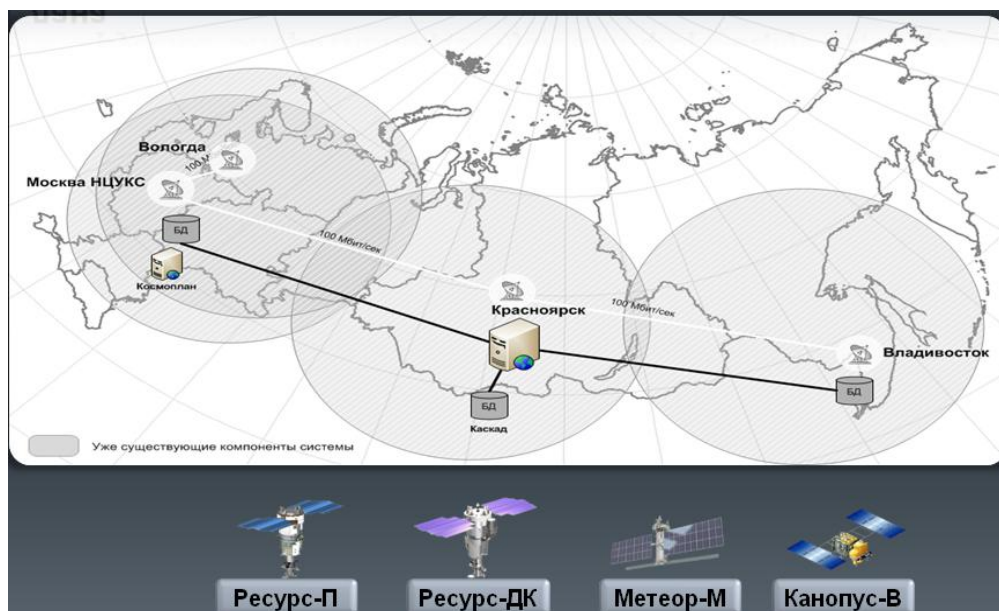 Вологда
100 М
Москва НЦУКС
БД
Космоплан
100 Мбит/сек
Красноярск
100 Мбит/сек
Владивосток
БД
БД
Каскад
Уже существующие компоненты системы
Ресурс-П
Ресурс-ДК
Метеор-М
Канопус-В